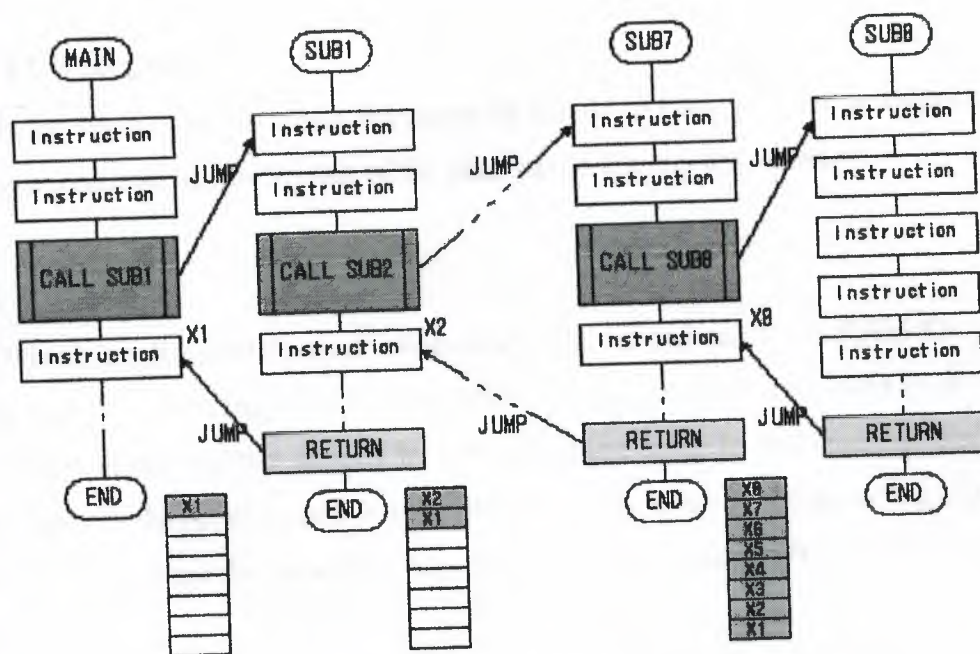 MAIN
Instruction
Instruction
CALL SUB1
X1
Instruction
END
JUMP
JUMP
X1
SUB1
Instruction
Instruction
CALL SUB2
X2
Instruction
RETURN
END
JUMP
JUMP
X2
X1
SUB7
Instruction
Instruction
CALL SUB8
X8
Instruction
RETURN
END
JUMP
JUMP
X8
X7
X6
X5
X4
X3
X2
X1
SUB8
Instruction
Instruction
Instruction
Instruction
Instruction
RETURN
END